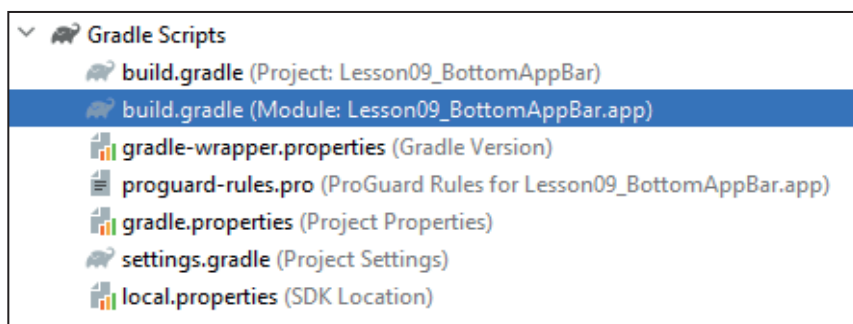 Gradle Scripts
build.gradle (Project: Lesson09_BottomAppBar)
build.gradle (Module: Lesson09_BottomAppBar.app)
gradle-wrapper.properties (Gradle Version)
proguard-rules.pro (ProGuard Rules for Lesson09_BottomAppBar.app)
gradle.properties (Project Properties)
settings.gradle (Project Settings)
local.properties (SDK Location)